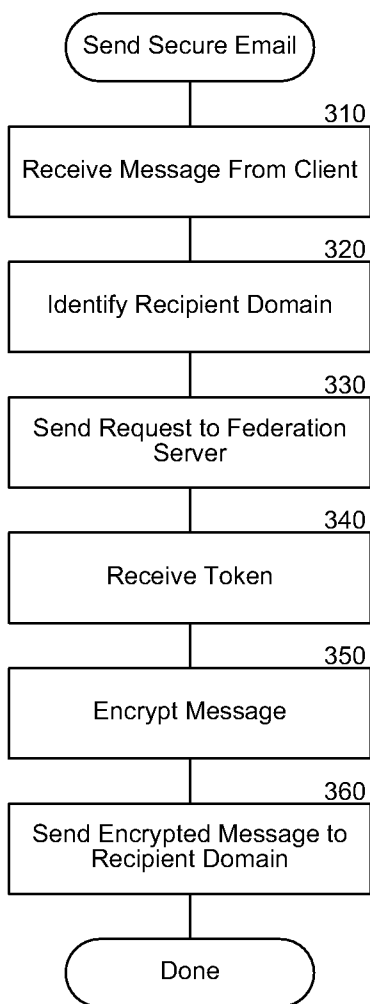 Send Secure Email
310
Receive Message From Client
320
Identify Recipient Domain
330
Send Request to Federation
Server
340
Receive Token
350
Encrypt Message
360
Send Encrypted Message to
Recipient Domain
Done